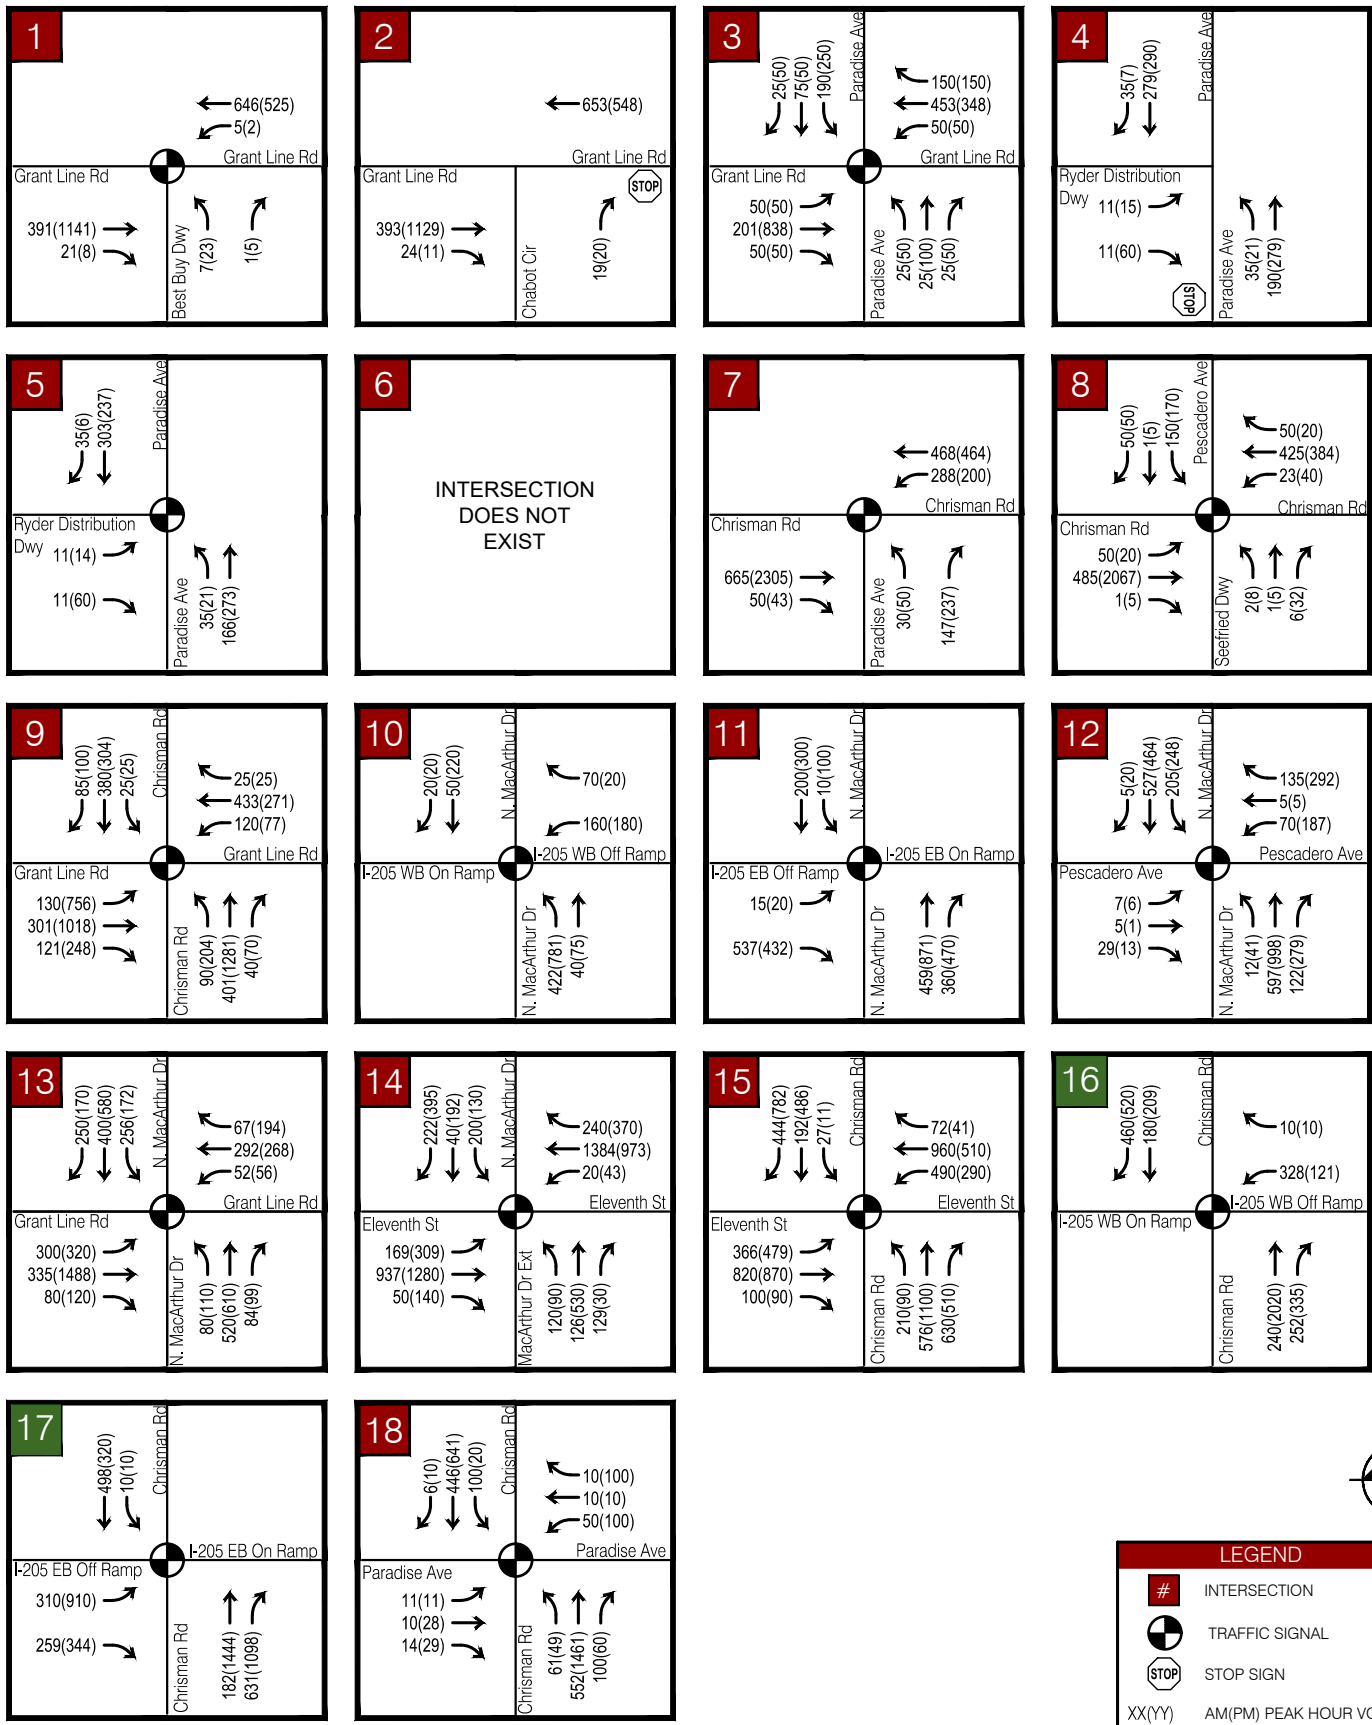 1
646(525)
5(2)
Grant Line Rd
Grant Line Rd
391(1141)
21(8)
Best Buy Dwy
7(23)
1(5)
2
653(548)
Grant Line Rd
Grant Line Rd
STOP
393(1129)
24(11)
Chabot Cir
19(20)
3
25(50)
75(50)
190(250)
Paradise Ave
150(150)
453(348)
50(50)
Grant Line Rd
Grant Line Rd
50(50)
201(838)
50(50)
Paradise Ave
25(50)
25(100)
25(50)
4
35(7)
279(290)
Paradise Ave
Ryder Distribution
Dwy
11(15)
11(60)
STOP
Paradise Ave
35(21)
190(279)
5
35(6)
303(237)
Paradise Ave
Ryder Distribution
Dwy
11(14)
11(60)
Paradise Ave
35(21)
166(273)
6
INTERSECTION
DOES NOT
EXIST
7
468(464)
288(200)
Chrisman Rd
Chrisman Rd
665(2305)
50(43)
Paradise Ave
30(50)
147(237)
8
50(50)
1(5)
150(170)
Pescadero Ave
50(20)
425(384)
23(40)
Chrisman Rd
Chrisman Rd
50(20)
485(2067)
1(5)
Seefried Dwy
2(8)
1(5)
6(32)
9
85(100)
380(304)
25(25)
Chrisman Rd
25(25)
433(271)
120(77)
Grant Line Rd
Grant Line Rd
130(756)
301(1018)
121(248)
Chrisman Rd
90(204)
401(1281)
40(70)
10
20(20)
50(220)
N. MacArthur Dr
70(20)
160(180)
I-205 WB Off Ramp
I-205 WB On Ramp
N. MacArthur Dr
422(781)
40(75)
11
200(300)
10(100)
N. MacArthur Dr
I-205 EB On Ramp
I-205 EB Off Ramp
15(20)
537(432)
N. MacArthur Dr
459(871)
360(470)
12
5(20)
527(464)
205(248)
N. MacArthur Dr
135(292)
5(5)
70(187)
Pescadero Ave
Pescadero Ave
7(6)
5(1)
29(13)
N. MacArthur Dr
12(41)
597(998)
122(279)
13
250(170)
400(580)
256(172)
N. MacArthur Dr
67(194)
292(268)
52(56)
Grant Line Rd
Grant Line Rd
300(320)
335(1488)
80(120)
N. MacArthur Dr
80(110)
520(610)
84(99)
14
222(395)
40(192)
200(130)
N. MacArthur Dr
240(370)
1384(973)
20(43)
Eleventh St
Eleventh St
169(309)
937(1280)
50(140)
MacArthur Dr Ext
120(90)
126(530)
129(30)
15
444(782)
192(486)
27(11)
Chrisman Rd
72(41)
960(510)
490(290)
Eleventh St
Eleventh St
366(479)
820(870)
100(90)
Chrisman Rd
210(90)
576(1100)
630(510)
16
460(520)
180(209)
Chrisman Rd
10(10)
328(121)
I-205 WB Off Ramp
I-205 WB On Ramp
Chrisman Rd
240(2020)
252(335)
17
498(320)
10(10)
Chrisman Rd
I-205 EB On Ramp
I-205 EB Off Ramp
310(910)
259(344)
Chrisman Rd
182(1444)
631(1098)
18
6(10)
446(641)
100(20)
Chrisman Rd
10(100)
10(10)
50(100)
Paradise Ave
Paradise Ave
11(11)
10(28)
14(29)
Chrisman Rd
61(49)
552(1461)
100(60)
LEGEND
# INTERSECTION
TRAFFIC SIGNAL
STOP STOP SIGN
XX(YY) AM(PM) PEAK HOUR